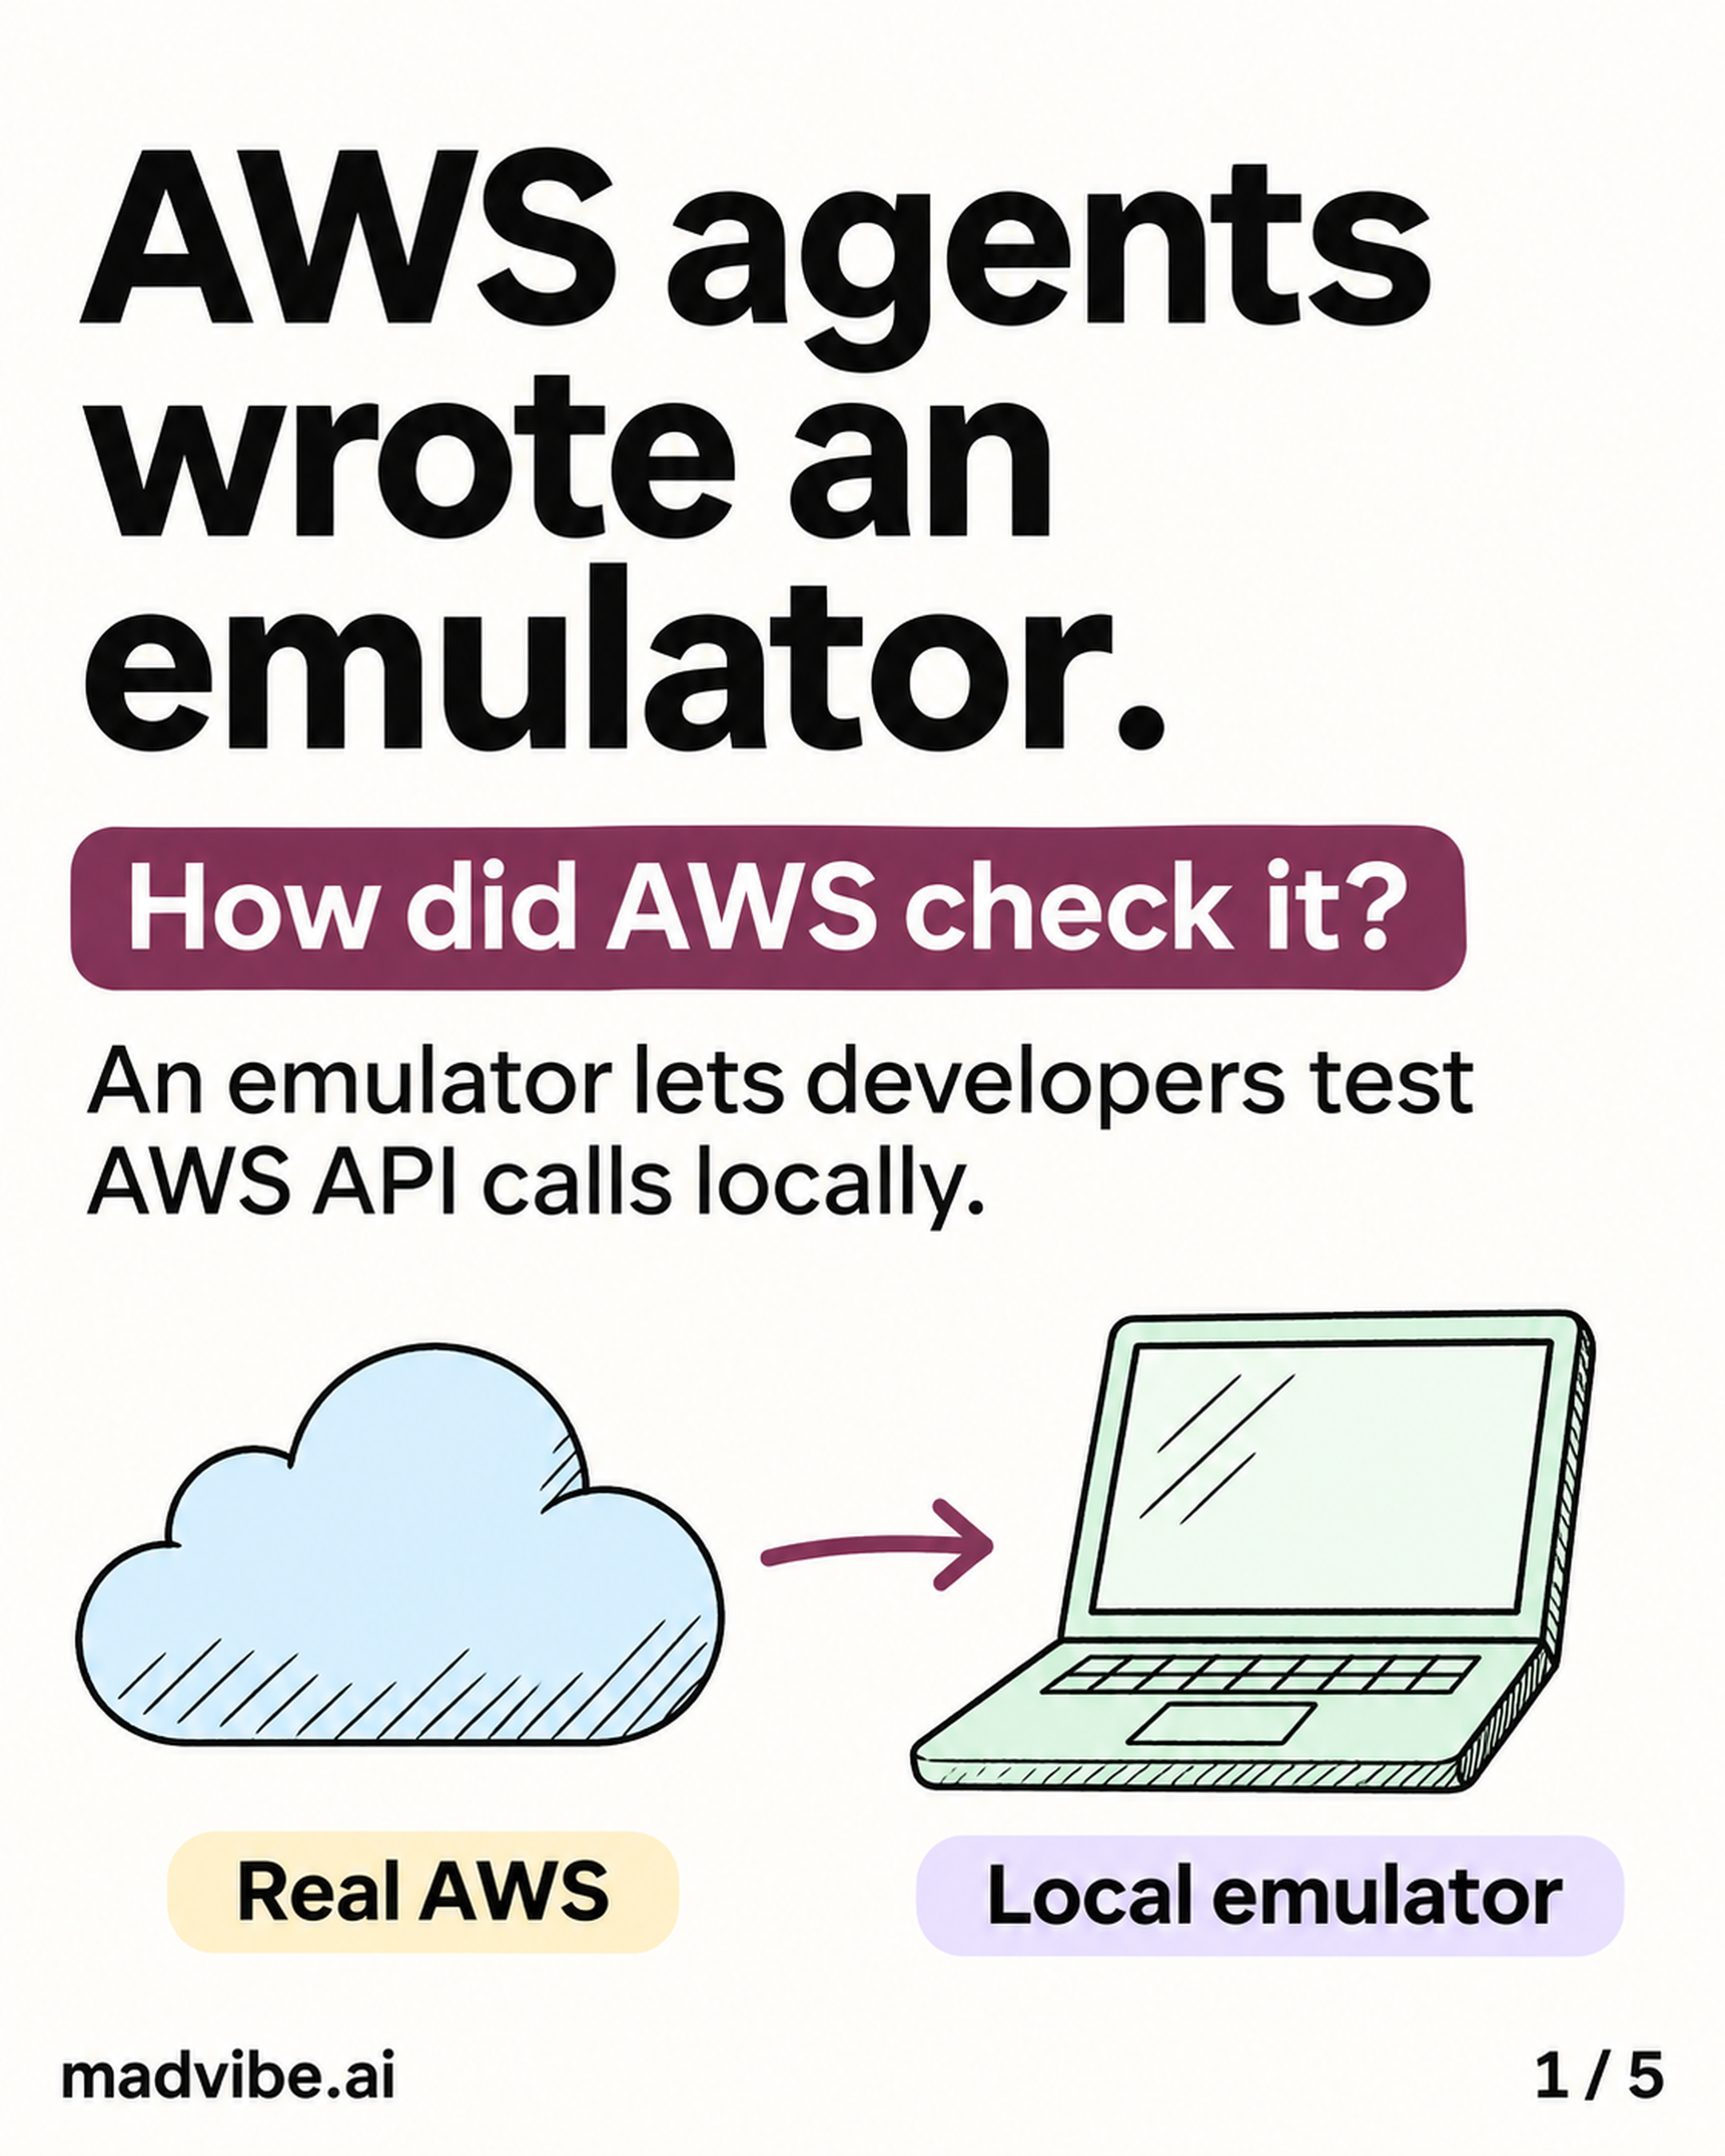 AWS agents
wrote an
emulator.
How did AWS check it?
An emulator lets developers test
AWS API calls locally.
Real AWS
Local emulator
madvibe.ai
1 / 5